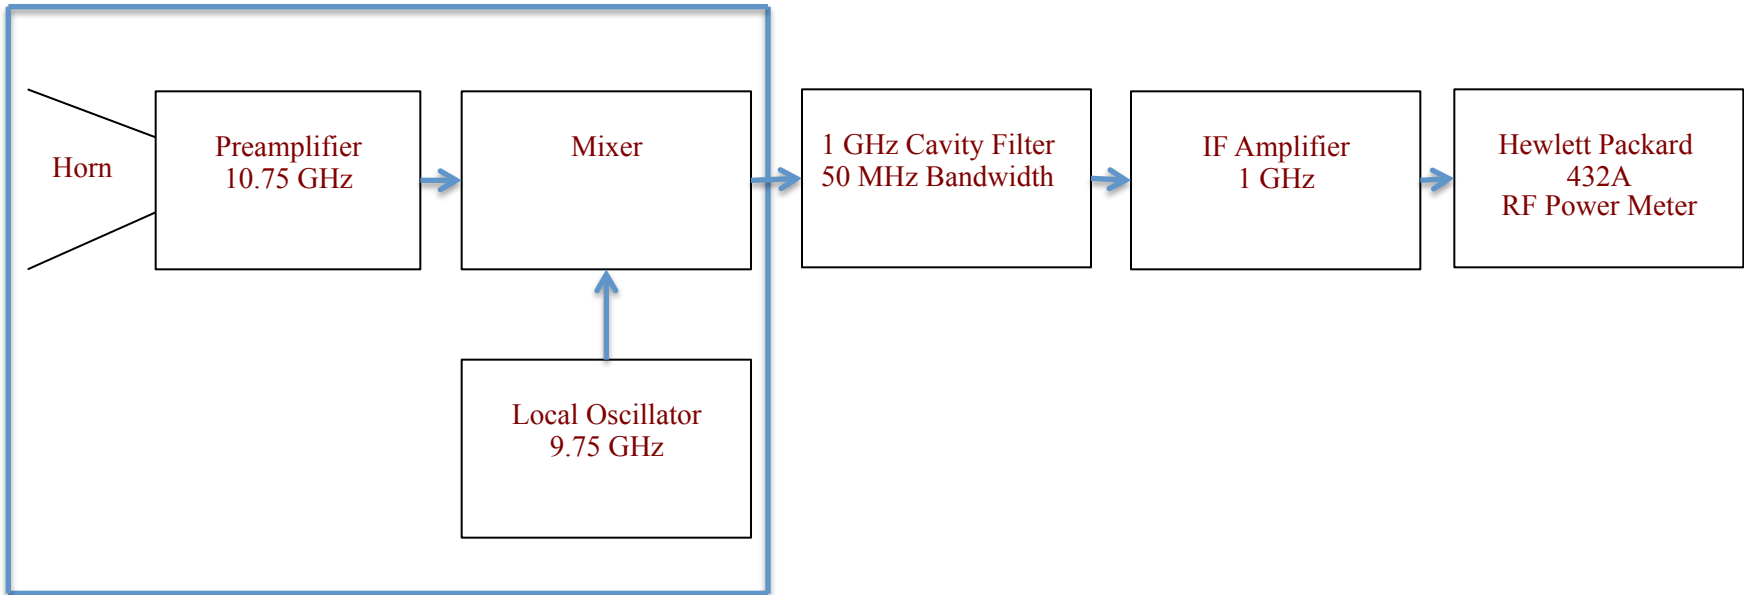 Horn
Preamplifier
10.75 GHz
Mixer
1 GHz Cavity Filter
50 MHz Bandwidth
IF Amplifier
1 GHz
Hewlett Packard
432A
RF Power Meter
Local Oscillator
9.75 GHz